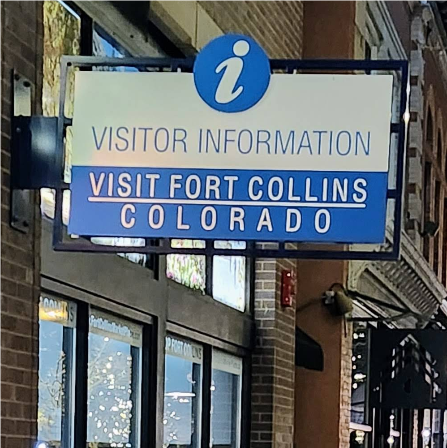 i
VISITOR INFORMATION
VISIT FORT COLLINS
COLORADO